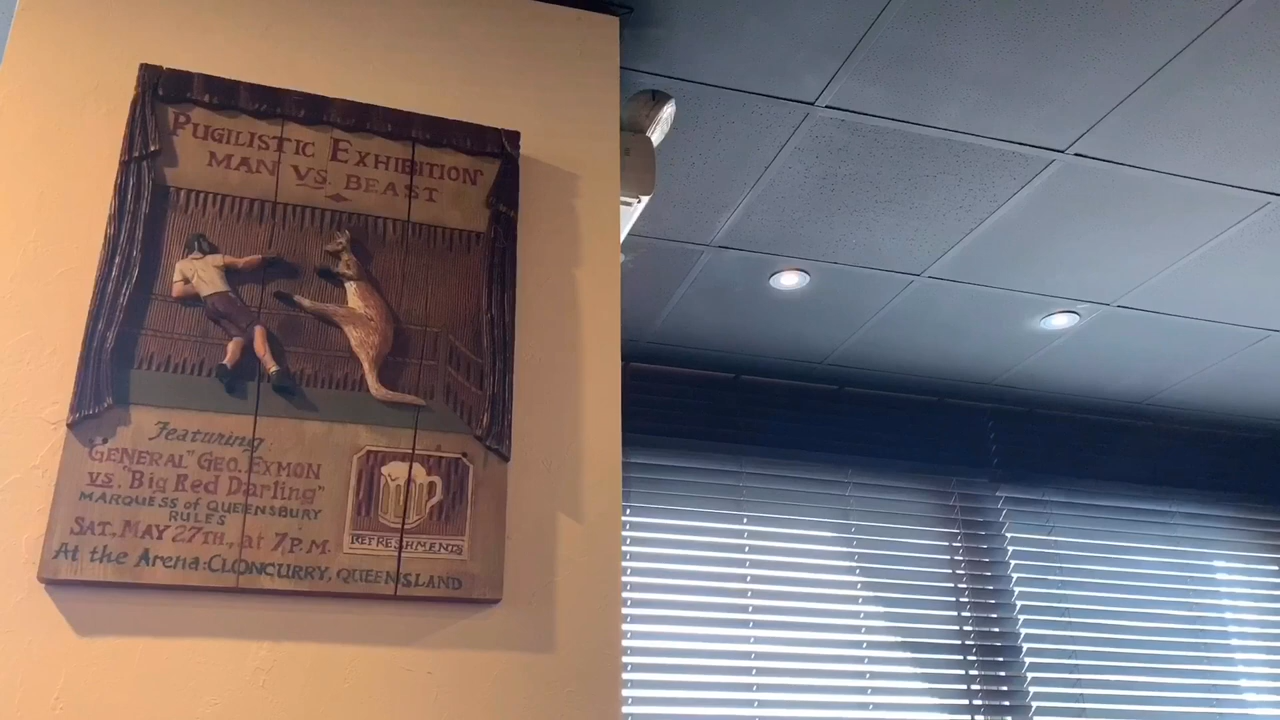 PUGILISTIC EXHIBITION
MAN VS. BEAST
Featuring:
"GENERAL" GEO. EXMON
vs. "Big Red Darling"
MARQUESS of QUEENSBURY
RULES
SAT. MAY 27TH., at 7P.M.
At the Arena: CLONCURRY, QUEENSLAND
REFRESHMENTS